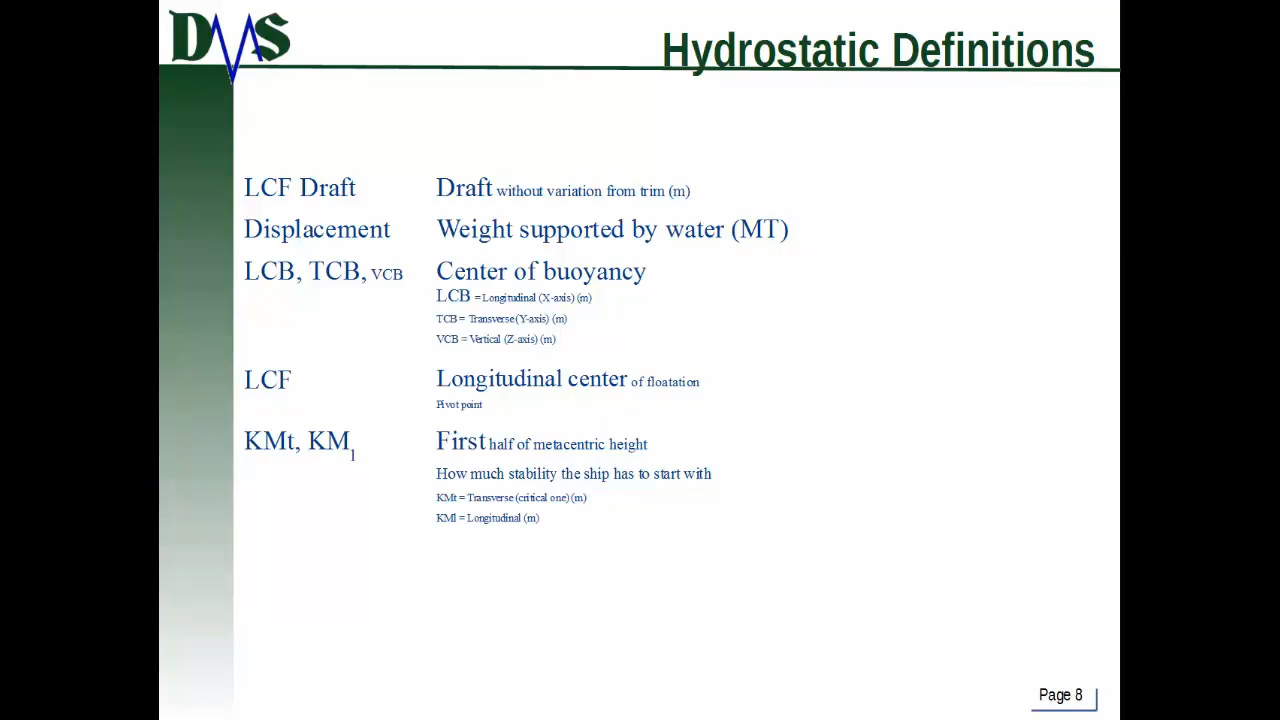 DMS
Hydrostatic Definitions
LCF Draft Draft without variation from trim (m)
Displacement Weight supported by water (MT)
LCB, TCB, VCB Center of buoyancy
LCB = Longitudinal (X-axis) (m)
TCB = Transverse (Y-axis) (m)
VCB = Vertical (Z-axis) (m)
LCF Longitudinal center of floatation
Pivot point
KMt, KMl First half of metacentric height
How much stability the ship has to start with
KMt = Transverse (critical one) (m)
KMl = Longitudinal (m)
Page 8